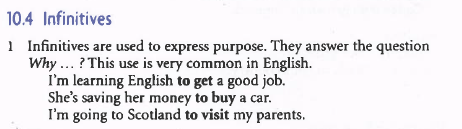 10.4 Infinitives
1 Infinitives are used to express purpose. They answer the question
Why ... ? This use is very common in English.
I'm learning English to get a good job.
She's saving her money to buy a car.
I'm going to Scotland to visit my parents.